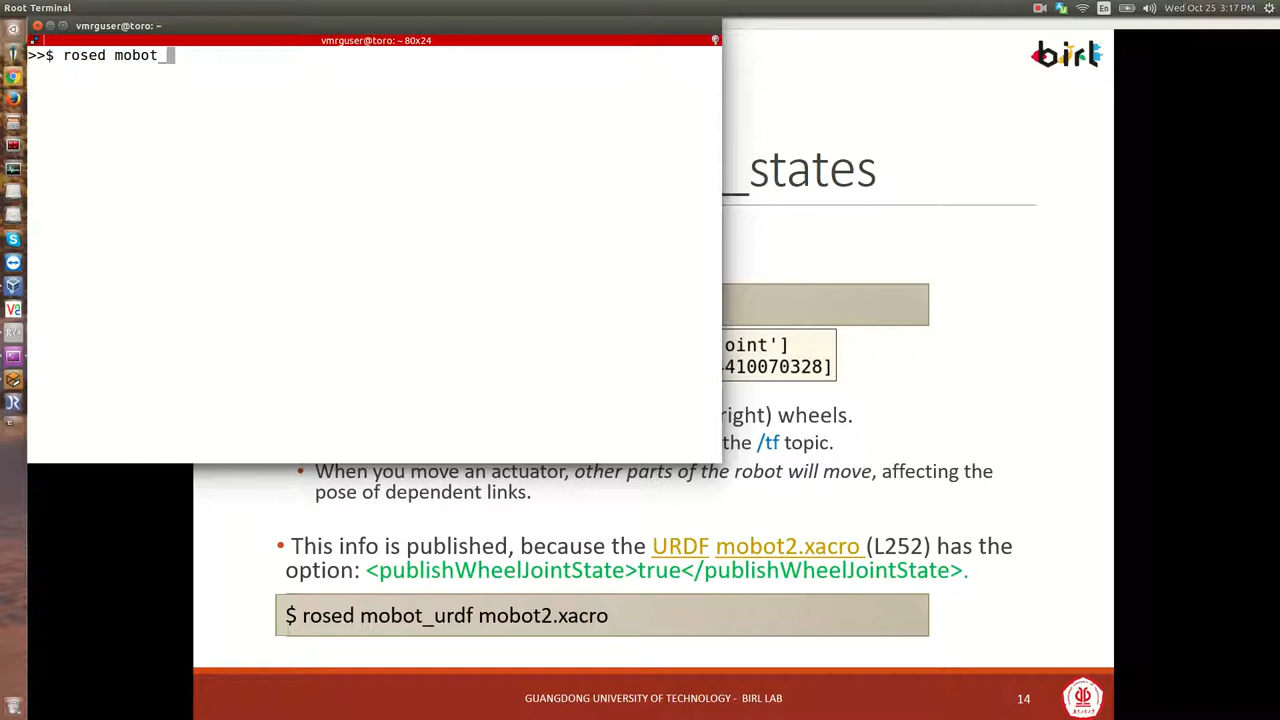 Root Terminal
En
Wed Oct 25 3:17 PM
vmrguser@toro: ~
vmrguser@toro: ~ 80x24
>>$ rosed mobot_
birl
_states
oint']
410070328]
right) wheels.
the /tf topic.
• When you move an actuator, other parts of the robot will move, affecting the
pose of dependent links.
• This info is published, because the URDF mobot2.xacro (L252) has the
option: <publishWheelJointState>true</publishWheelJointState>.
$ rosed mobot_urdf mobot2.xacro
GUANGDONG UNIVERSITY OF TECHNOLOGY - BIRL LAB
14